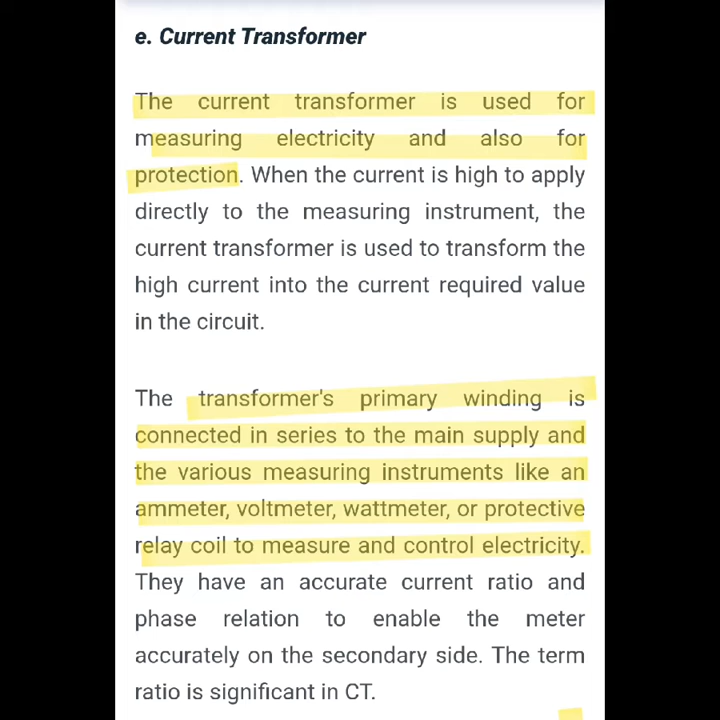 e. Current Transformer
The current transformer is used for
measuring electricity and also for
protection. When the current is high to apply
directly to the measuring instrument, the
current transformer is used to transform the
high current into the current required value
in the circuit.
The transformer's primary winding is
connected in series to the main supply and
the various measuring instruments like an
ammeter, voltmeter, wattmeter, or protective
relay coil to measure and control electricity.
They have an accurate current ratio and
phase relation to enable the meter
accurately on the secondary side. The term
ratio is significant in CT.